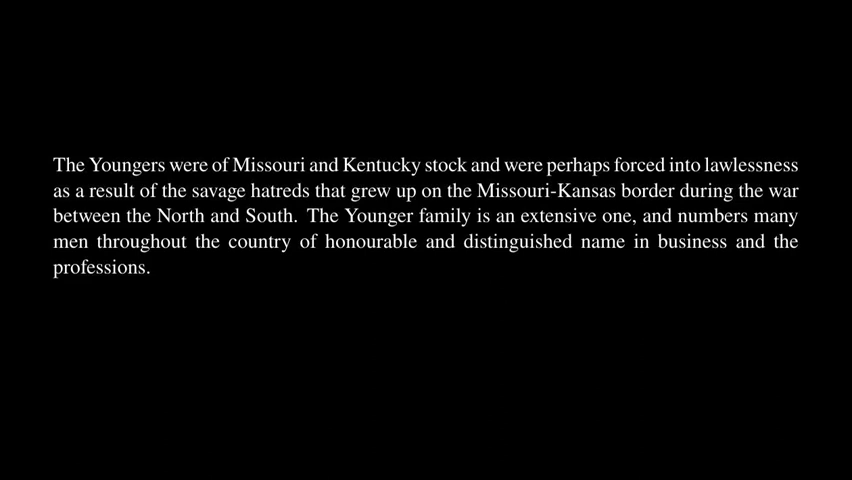 The Youngers were of Missouri and Kentucky stock and were perhaps forced into lawlessness
as a result of the savage hatreds that grew up on the Missouri-Kansas border during the war
between the North and South. The Younger family is an extensive one, and numbers many
men throughout the country of honourable and distinguished name in business and the
professions.